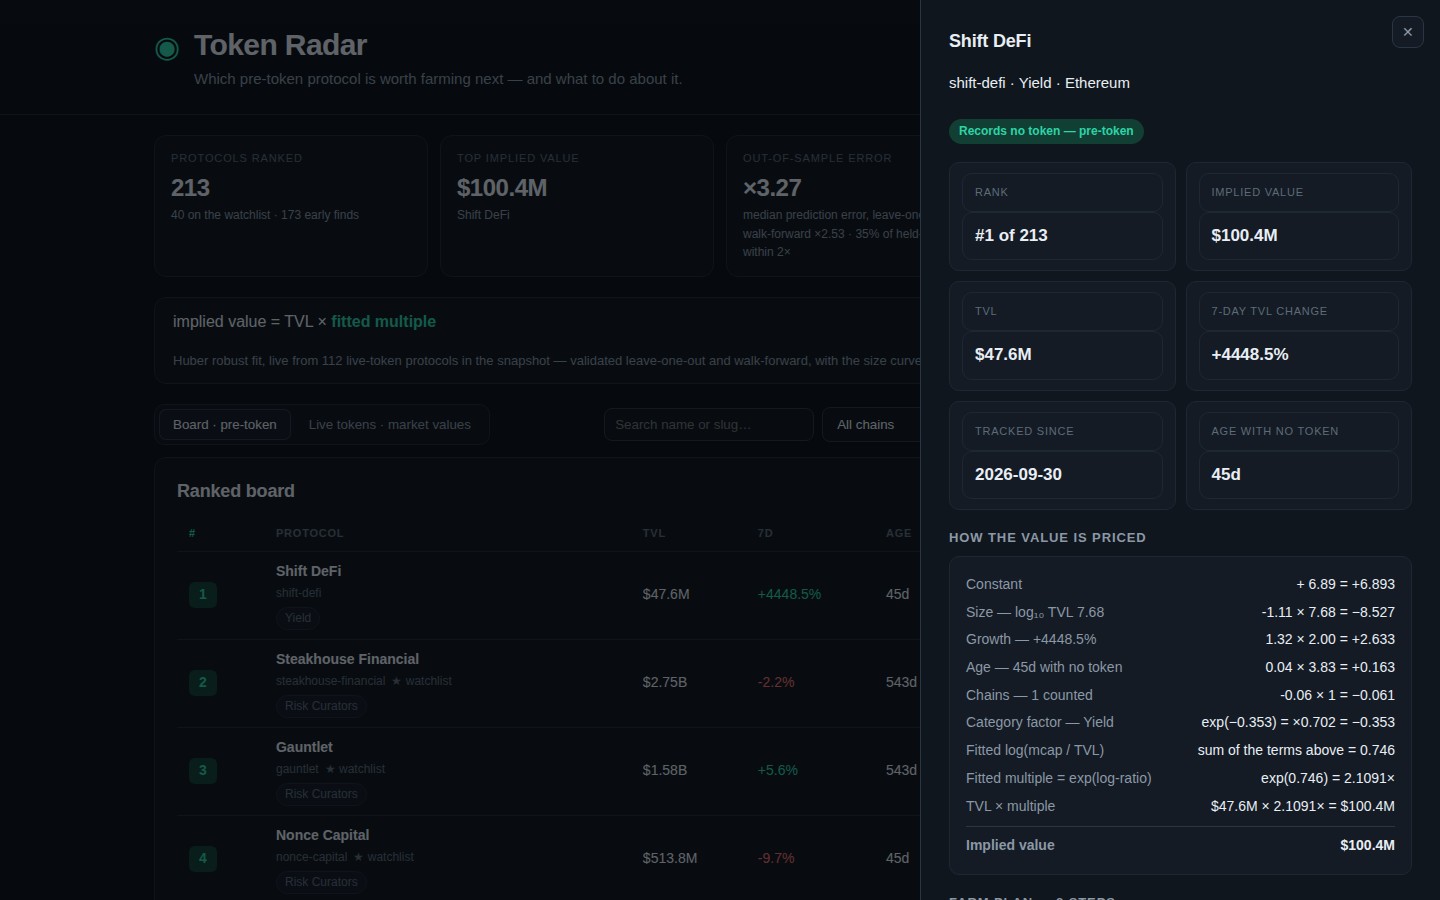 Token Radar
Which pre-token protocol is worth farming next — and what to do about it.
PROTOCOLS RANKED
213
40 on the watchlist · 173 early finds
TOP IMPLIED VALUE
$100.4M
Shift DeFi
OUT-OF-SAMPLE ERROR
×3.27
median prediction error, leave-one
walk-forward ×2.53 · 35% of held-
within 2×
implied value = TVL × fitted multiple
Huber robust fit, live from 112 live-token protocols in the snapshot — validated leave-one-out and walk-forward, with the size curve
Board · pre-token
Live tokens · market values
Search name or slug…
All chains
Ranked board
# PROTOCOL TVL 7D AGE
Shift DeFi
1 shift-defi $47.6M +4448.5% 45d
Yield
Steakhouse Financial
2 steakhouse-financial ★ watchlist $2.75B -2.2% 543d
Risk Curators
Gauntlet
3 gauntlet ★ watchlist $1.58B +5.6% 543d
Risk Curators
Nonce Capital
4 nonce-capital ★ watchlist $513.8M -9.7% 45d
Risk Curators
Shift DeFi
✕
shift-defi · Yield · Ethereum
Records no token — pre-token
RANK
#1 of 213
IMPLIED VALUE
$100.4M
TVL
$47.6M
7-DAY TVL CHANGE
+4448.5%
TRACKED SINCE
2026-09-30
AGE WITH NO TOKEN
45d
HOW THE VALUE IS PRICED
Constant + 6.89 = +6.893
Size — log₁₀ TVL 7.68 -1.11 × 7.68 = −8.527
Growth — +4448.5% 1.32 × 2.00 = +2.633
Age — 45d with no token 0.04 × 3.83 = +0.163
Chains — 1 counted -0.06 × 1 = −0.061
Category factor — Yield exp(−0.353) = ×0.702 = −0.353
Fitted log(mcap / TVL) sum of the terms above = 0.746
Fitted multiple = exp(log-ratio) exp(0.746) = 2.1091×
TVL × multiple $47.6M × 2.1091× = $100.4M
Implied value $100.4M